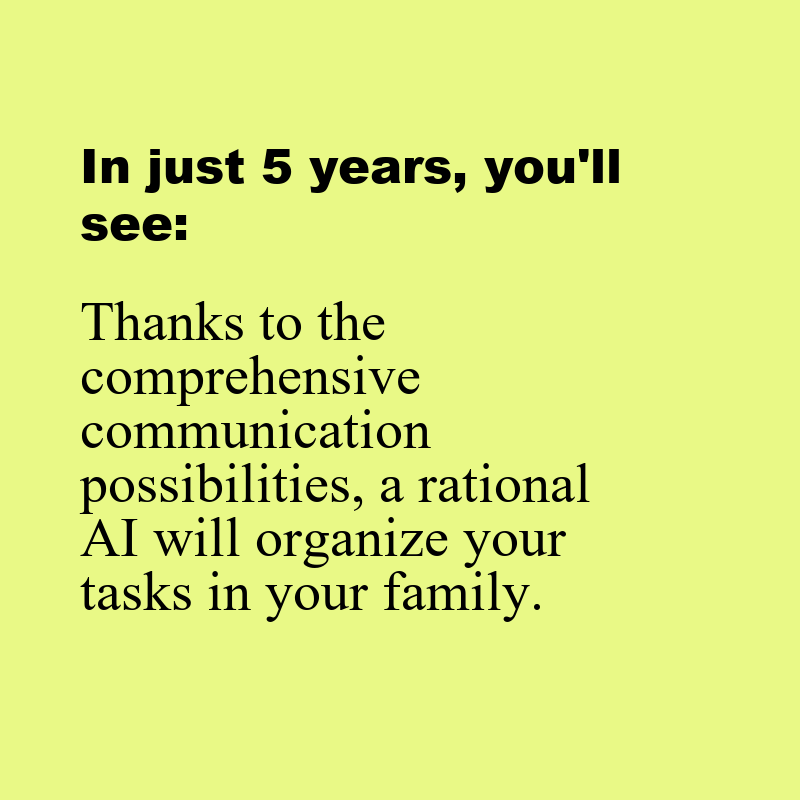 In just 5 years, you'll
see:
Thanks to the
comprehensive
communication
possibilities, a rational
AI will organize your
tasks in your family.